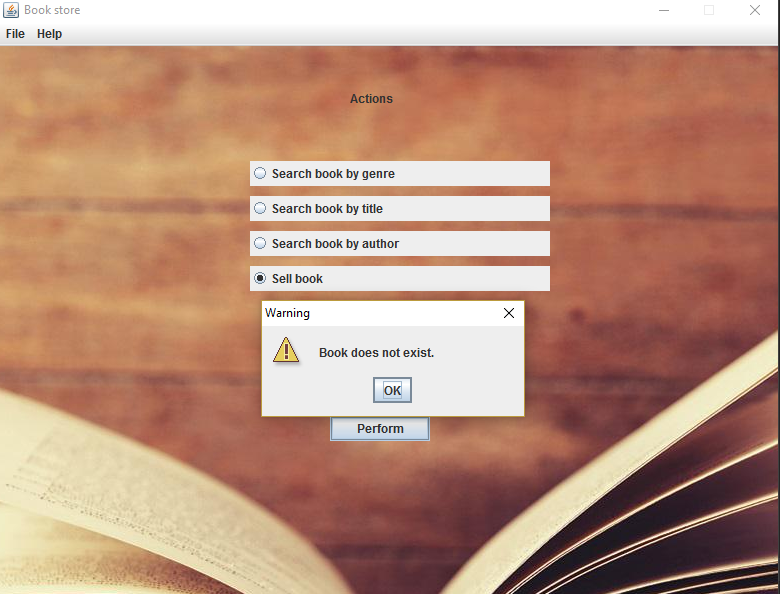 Book store
File Help
Actions
Search book by genre
Search book by title
Search book by author
Sell book
Warning
Book does not exist.
OK
Perform